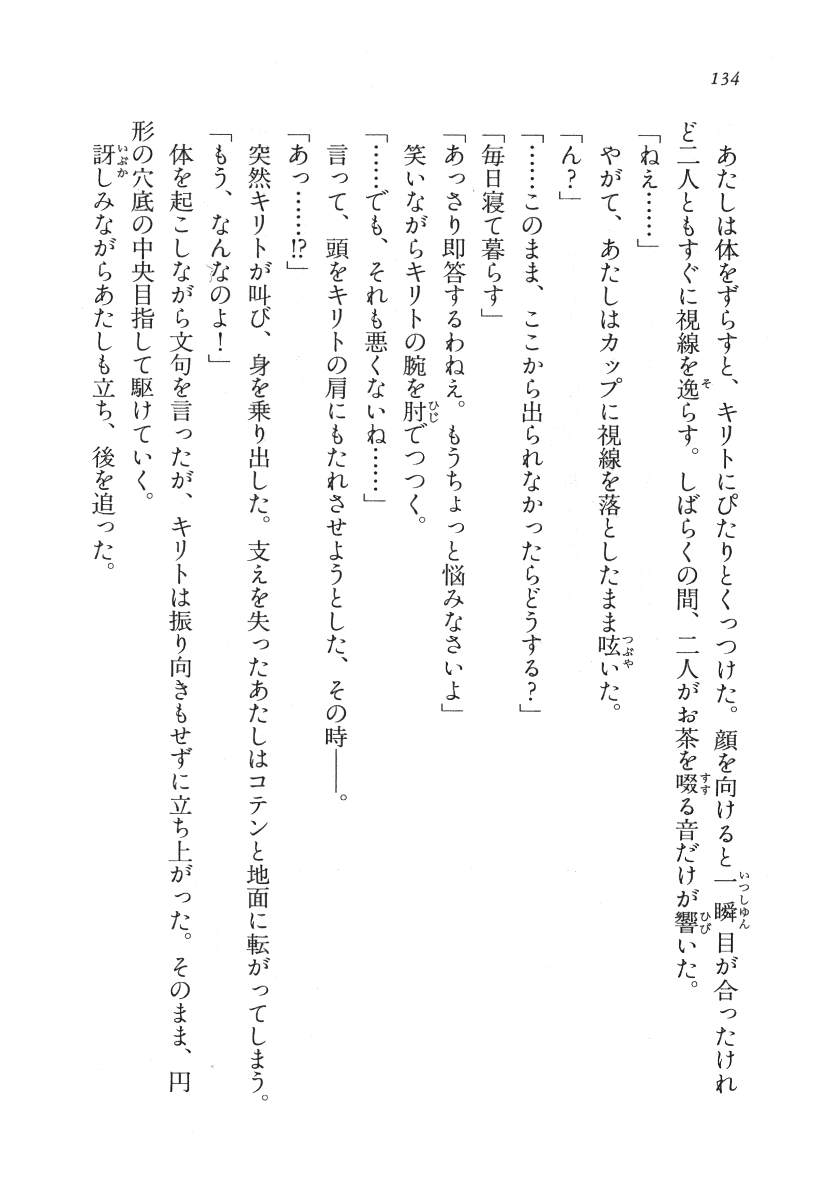 134
あたしは体をずらすと、キリトにぴたりとくっつけた。顔を向けると一瞬目が合ったけれ
ど二人ともすぐに視線を逸らす。しばらくの間、二人がお茶を啜る音だけが響いた。
「ねぇ……」
やがて、あたしはカップに視線を落としたまま呟いた。
「ん？」
「……このまま、ここから出られなかったらどうする？」
「毎日寝て暮らす」
「あっさり即答するわねぇ。もうちょっと悩みなさいよ」
笑いながらキリトの腕を肘でつつく。
「……でも、それも悪くないね……」
言って、頭をキリトの肩にもたれさせようとした、その時――。
「あっ……!?」
突然キリトが叫び、身を乗り出した。支えを失ったあたしはコテンと地面に転がってしまう。
「もう、なんなのよ！」
体を起こしながら文句を言ったが、キリトは振り向きもせずに立ち上がった。そのまま、円
形の穴底の中央目指して駆けていく。
訝しみながらあたしも立ち、後を追った。